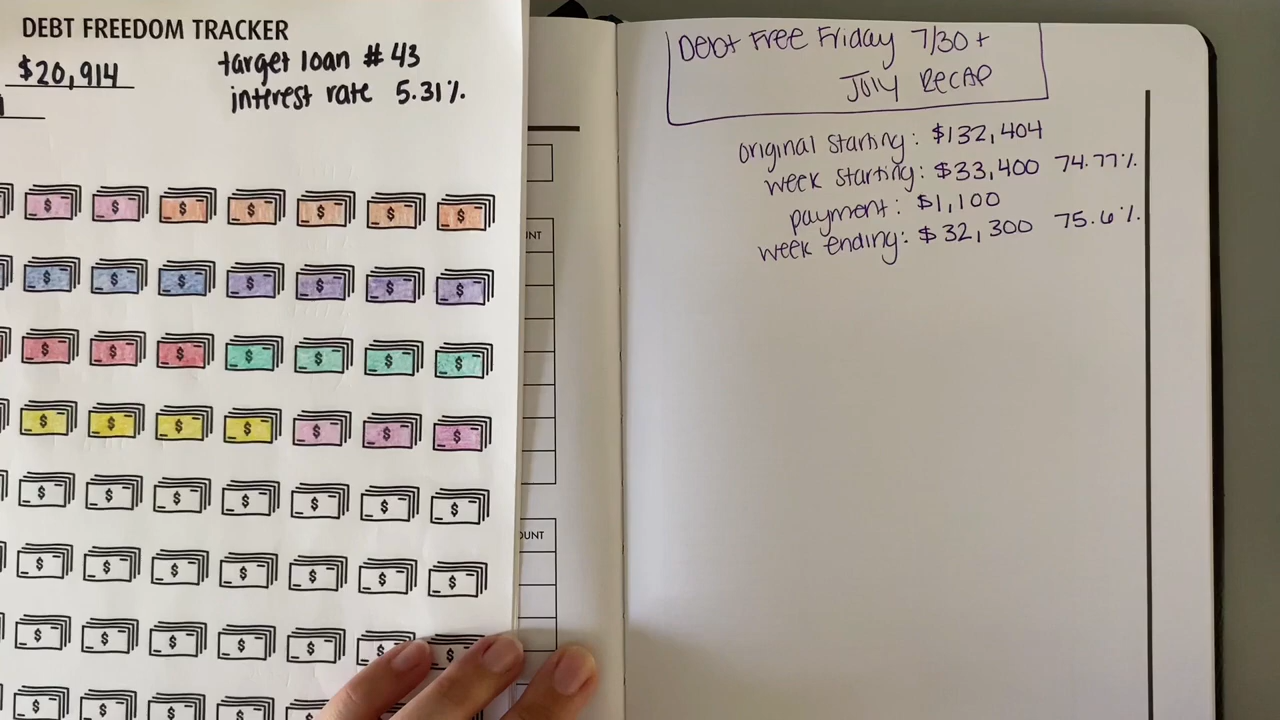 DEBT FREEDOM TRACKER
$20,914
target loan # 43
interest rate 5.31%
Debt Free Friday 7/30 +
July Recap
original starting: $132,404
week starting: $33,400 74.77%
payment: $1,100
week ending: $32,300 75.6%
UNT
OUNT